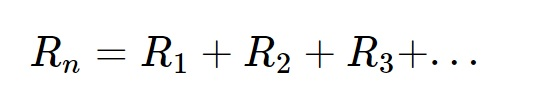 Rₙ = R₁ + R₂ + R₃+...